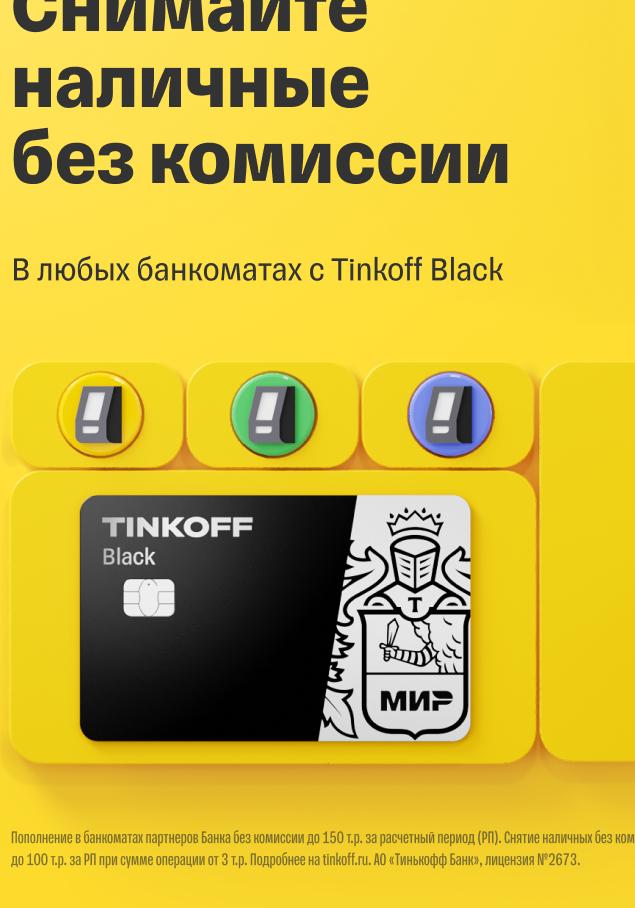 Снимайте
наличные
без комиссии
В любых банкоматах с Tinkoff Black
TINKOFF
Black
T
МИР
Пополнение в банкоматах партнеров Банка без комиссии до 150 т.р. за расчетный период (РП). Снятие наличных без ком
до 100 т.р. за РП при сумме операции от 3 т.р. Подробнее на tinkoff.ru. АО «Тинькофф Банк», лицензия №2673.